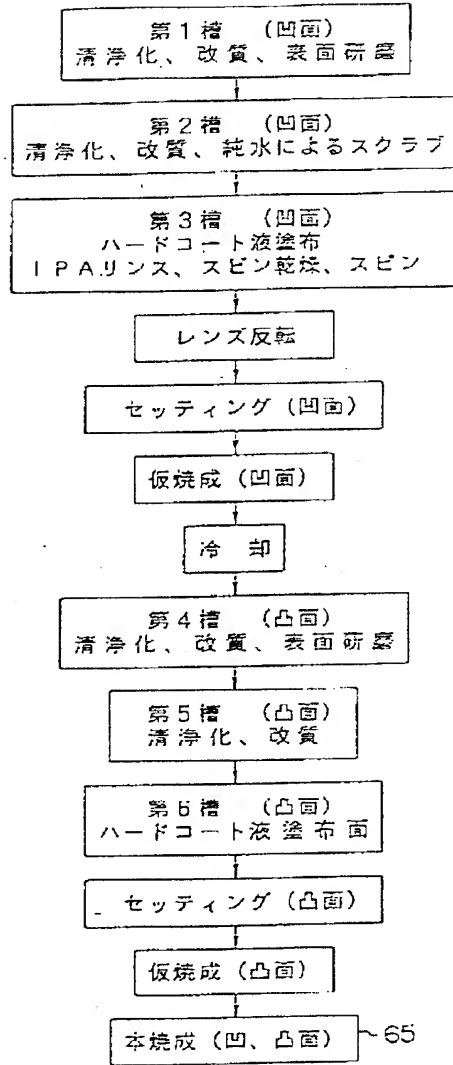 第1槽 (凹面)
清浄化、改質、表面研磨
第2槽 (凹面)
清浄化、改質、純水によるスクラブ
第3槽 (凹面)
ハードコート液塗布
IPAリンス、スピン乾燥、スピン
レンズ反転
セッティング(凹面)
仮焼成(凹面)
冷 却
第4槽 (凸面)
清浄化、改質、表面研磨
第5槽 (凸面)
清浄化、改質
第6槽 (凸面)
ハードコート液塗布面
セッティング(凸面)
仮焼成(凸面)
本焼成(凹、凸面) ~65